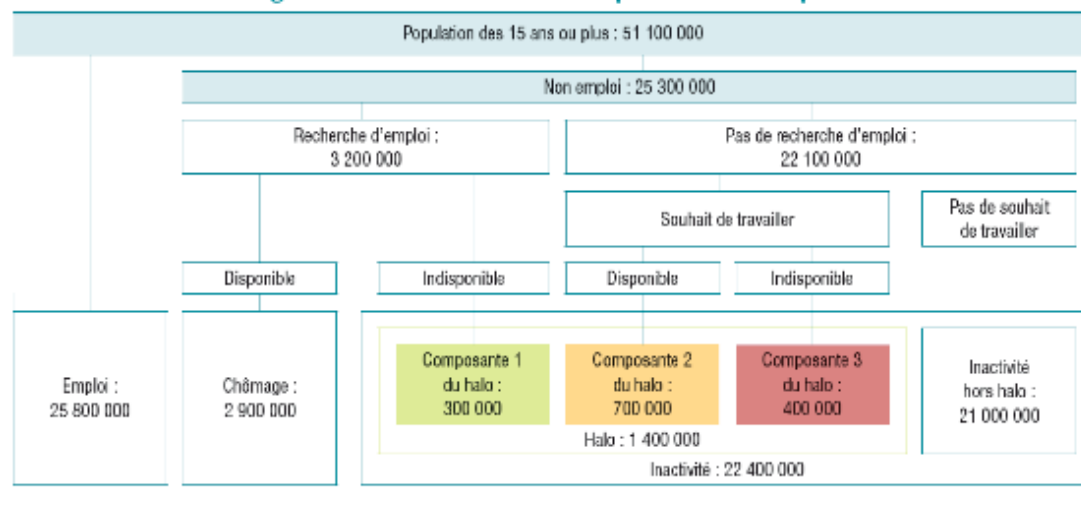 Population des 15 ans ou plus : 51 100 000
Non emploi : 25 300 000
Recherche d'emploi :
3 200 000
Pas de recherche d'emploi :
22 100 000
Souhait de travailler
Pas de souhait
de travailler
Disponible
Indisponible
Disponible
Indisponible
Emploi :
25 800 000
Chômage :
2 900 000
Composante 1
du halo :
300 000
Composante 2
du halo :
700 000
Composante 3
du halo :
400 000
Inactivité
hors halo :
21 000 000
Halo : 1 400 000
Inactivité : 22 400 000